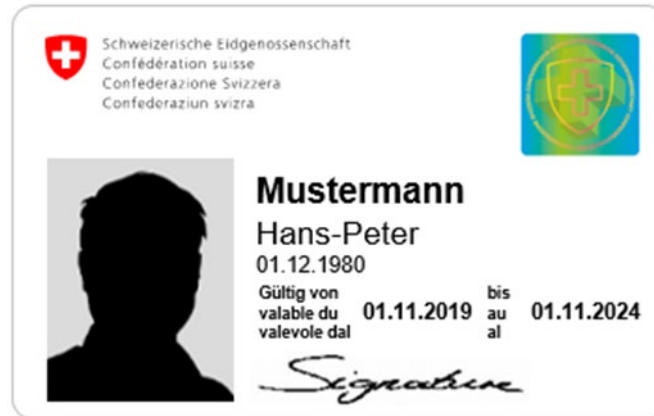 Schweizerische Eidgenossenschaft
Confédération suisse
Confederazione Svizzera
Confederaziun svizra
Mustermann
Hans-Peter
01.12.1980
Gültig von bis
valable du 01.11.2019 au 01.11.2024
valevole dal al
Signature